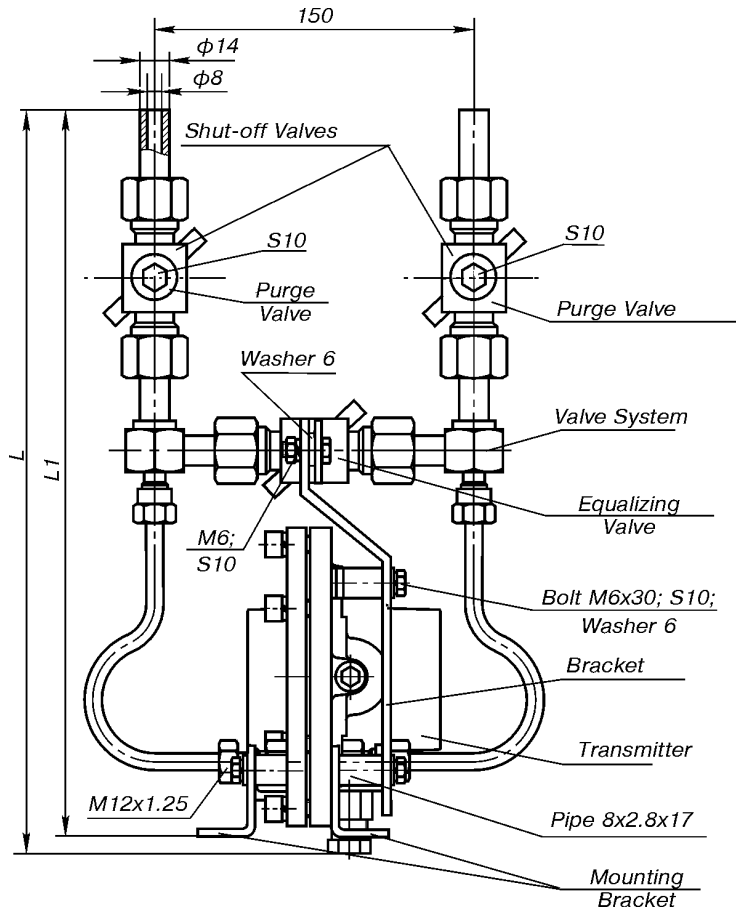 150
ϕ14
ϕ8
Shut-off Valves
S10
S10
Purge
Valve
Purge Valve
Washer 6
Valve System
L
L1
Equalizing
Valve
M6;
S10
Bolt M6x30; S10;
Washer 6
Bracket
Transmitter
M12x1.25
Pipe 8x2.8x17
Mounting
Bracket